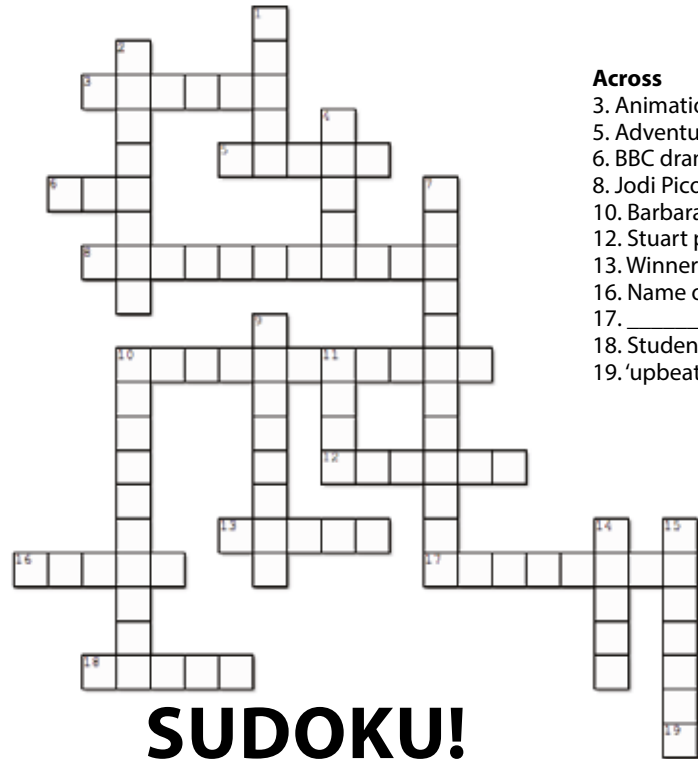 1
2
3
4
5
6
7
8
9
10
11
12
13
14
15
16
17
18
19
SUDOKU!
Across
3. Animatio
5. Adventu
6. BBC drar
8. Jodi Pico
10. Barbara
12. Stuart p
13. Winner
16. Name o
17. ______
18. Studen
19. ‘upbeat